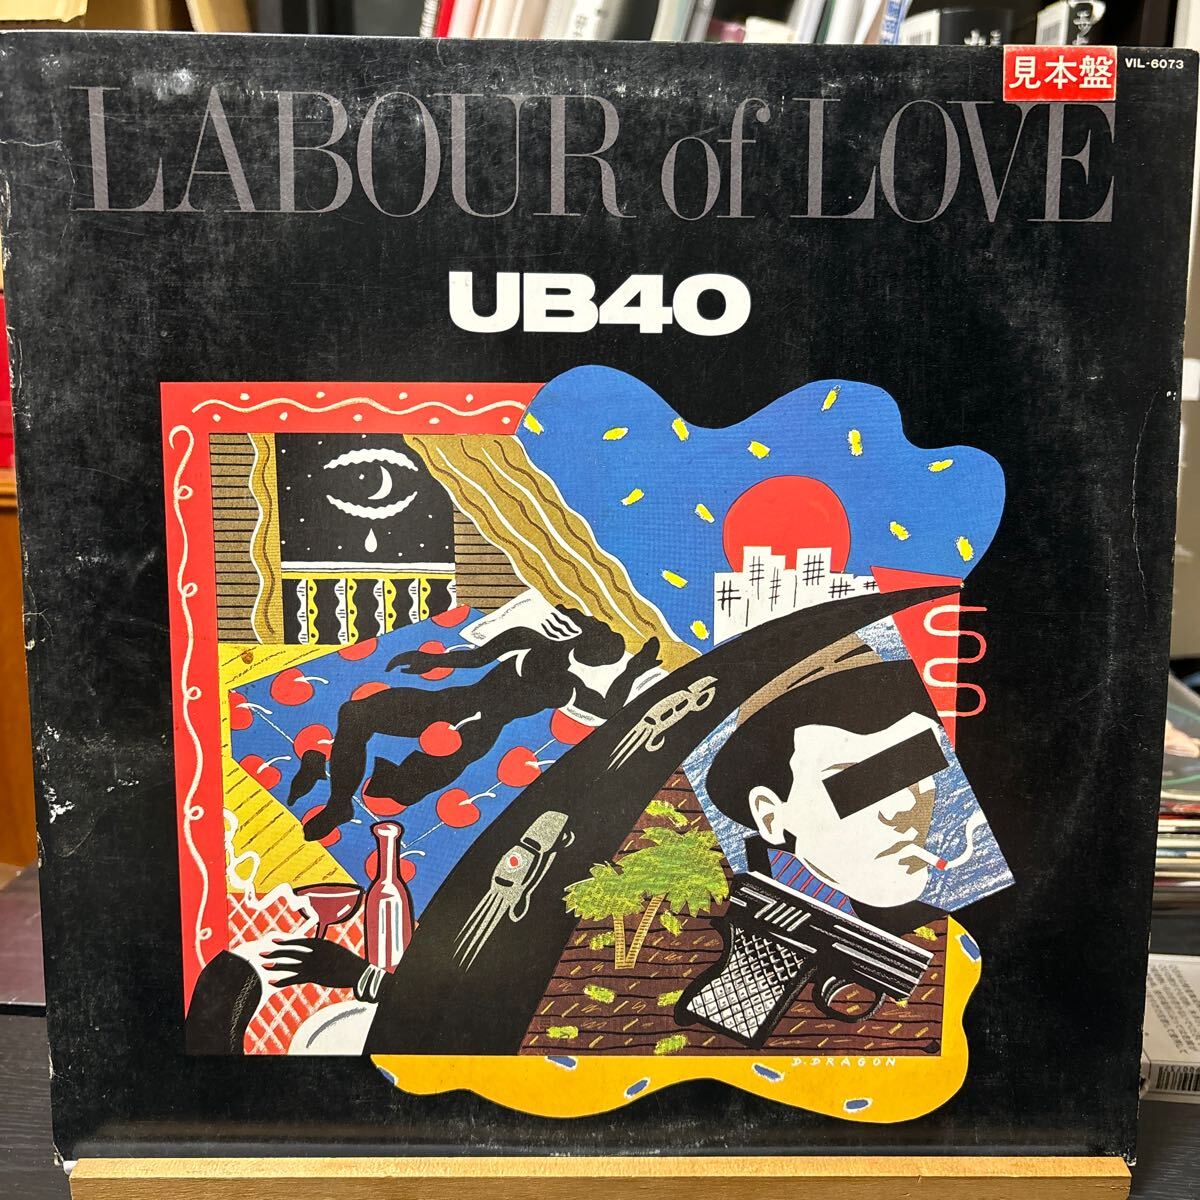 見本盤
VIL-6073
LABOUR of LOVE
UB40
D.DRAGON